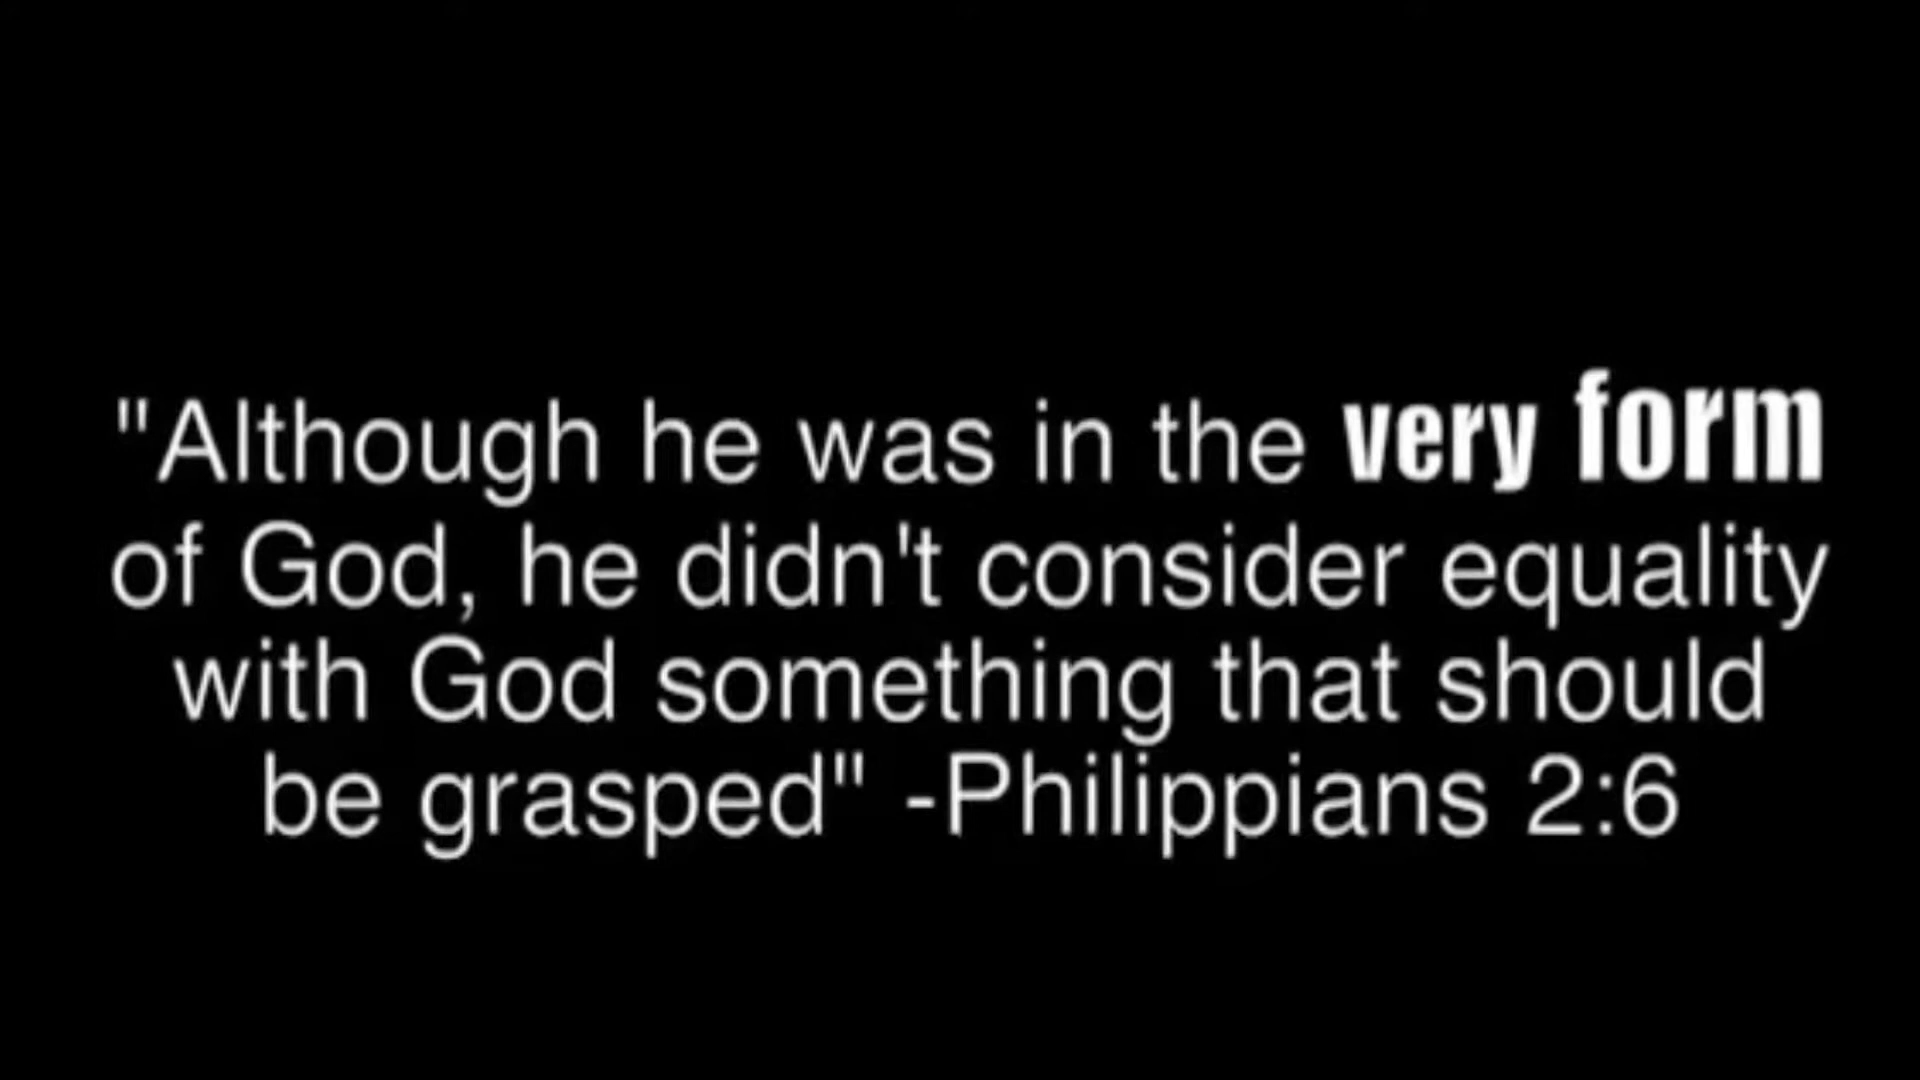 "Although he was in the very form
of God, he didn't consider equality
with God something that should
be grasped" -Philippians 2:6